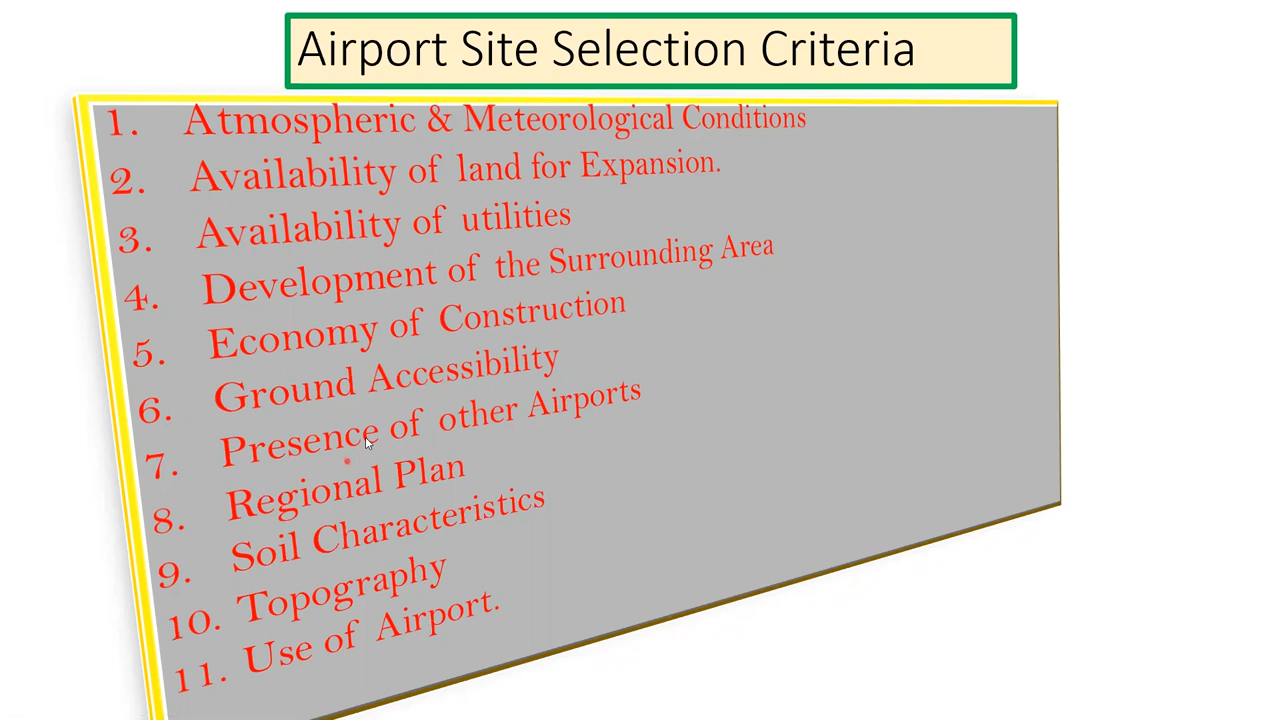 Airport Site Selection Criteria
1. Atmospheric & Meteorological Conditions
2. Availability of land for Expansion.
3. Availability of utilities
4. Development of the Surrounding Area
5. Economy of Construction
6. Ground Accessibility
7. Presence of other Airports
8. Regional Plan
9. Soil Characteristics
10. Topography
11. Use of Airport.